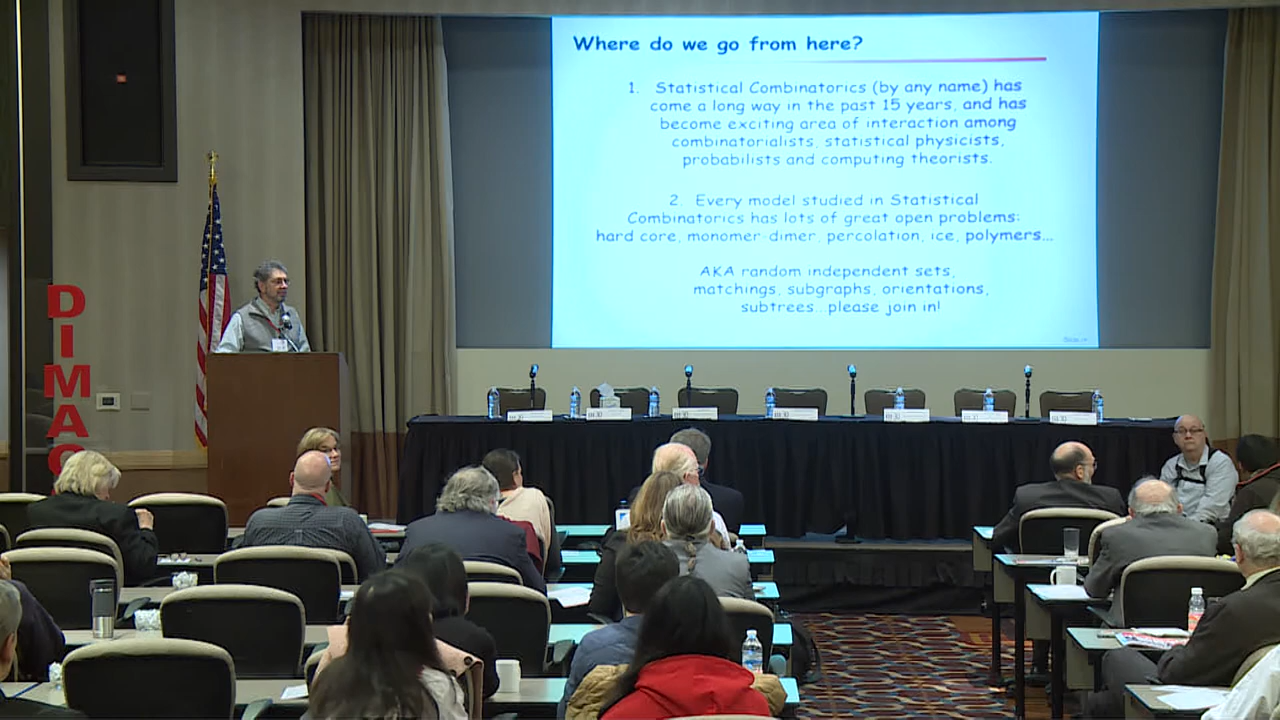 Where do we go from here?
1. Statistical Combinatorics (by any name) has
come a long way in the past 15 years, and has
become exciting area of interaction among
combinatorialists, statistical physicists,
probabilists and computing theorists.
2. Every model studied in Statistical
Combinatorics has lots of great open problems:
hard core, monomer-dimer, percolation, ice, polymers...
AKA random independent sets,
matchings, subgraphs, orientations,
subtrees...please join in!
DIMAC